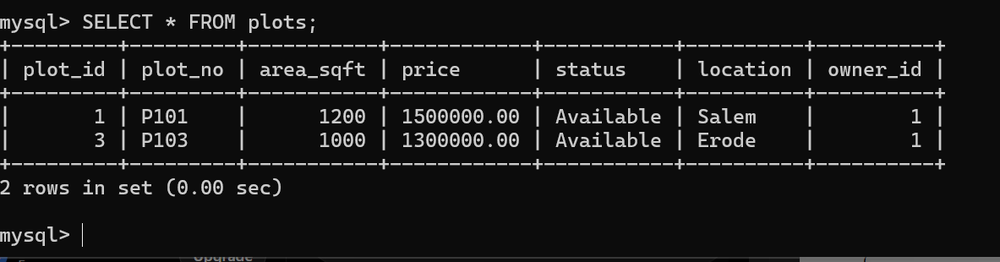 mysql> SELECT * FROM plots;
+---------+---------+-----------+------------+-----------+----------+----------+
| plot_id | plot_no | area_sqft | price      | status    | location | owner_id |
+---------+---------+-----------+------------+-----------+----------+----------+
|       1 | P101    |      1200 | 1500000.00 | Available | Salem    |        1 |
|       3 | P103    |      1000 | 1300000.00 | Available | Erode    |        1 |
+---------+---------+-----------+------------+-----------+----------+----------+
2 rows in set (0.00 sec)
mysql>
Upgrade